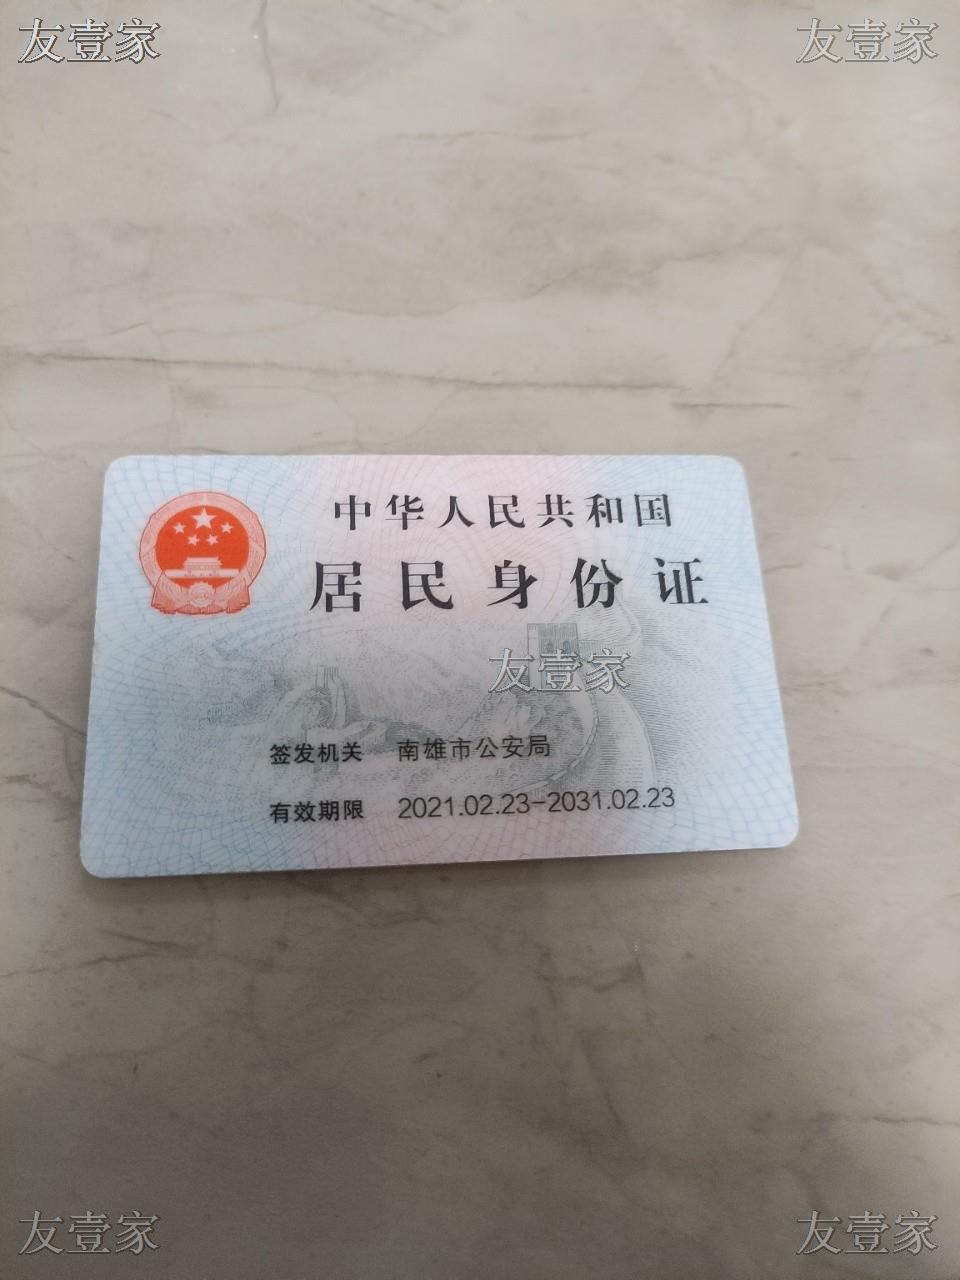 友壹家 友壹家
中华人民共和国
居民身份证
友壹家
签发机关 南雄市公安局
有效期限 2021.02.23-2031.02.23
友壹家 友壹家